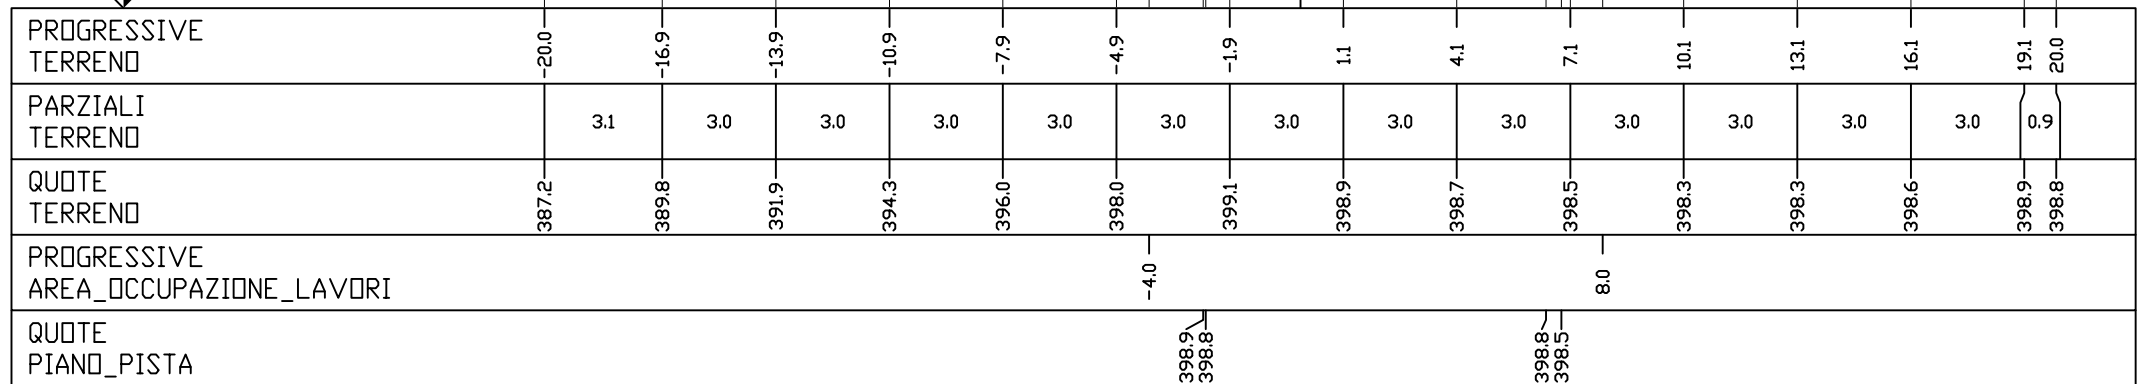 PROGRESSIVE
TERRENO
-20.0 -16.9 -13.9 -10.9 -7.9 -4.9 -1.9 1.1 4.1 7.1 10.1 13.1 16.1 19.1 20.0
PARZIALI
TERRENO
3.1 3.0 3.0 3.0 3.0 3.0 3.0 3.0 3.0 3.0 3.0 3.0 3.0 0.9
QUOTE
TERRENO
387.2 389.8 391.9 394.3 396.0 398.0 399.1 398.9 398.7 398.5 398.3 398.3 398.6 398.9 398.8
PROGRESSIVE
AREA_OCCUPAZIONE_LAVORI
-4.0 8.0
QUOTE
PIANO_PISTA
398.9 398.8 398.8 398.5